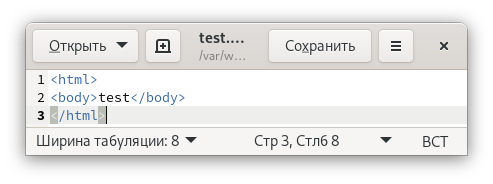 Открыть
test....
/var/w...
Сохранить
1 <html>
2 <body>test</body>
3 </html>
Ширина табуляции: 8
Стр 3, Стлб 8
ВСТ